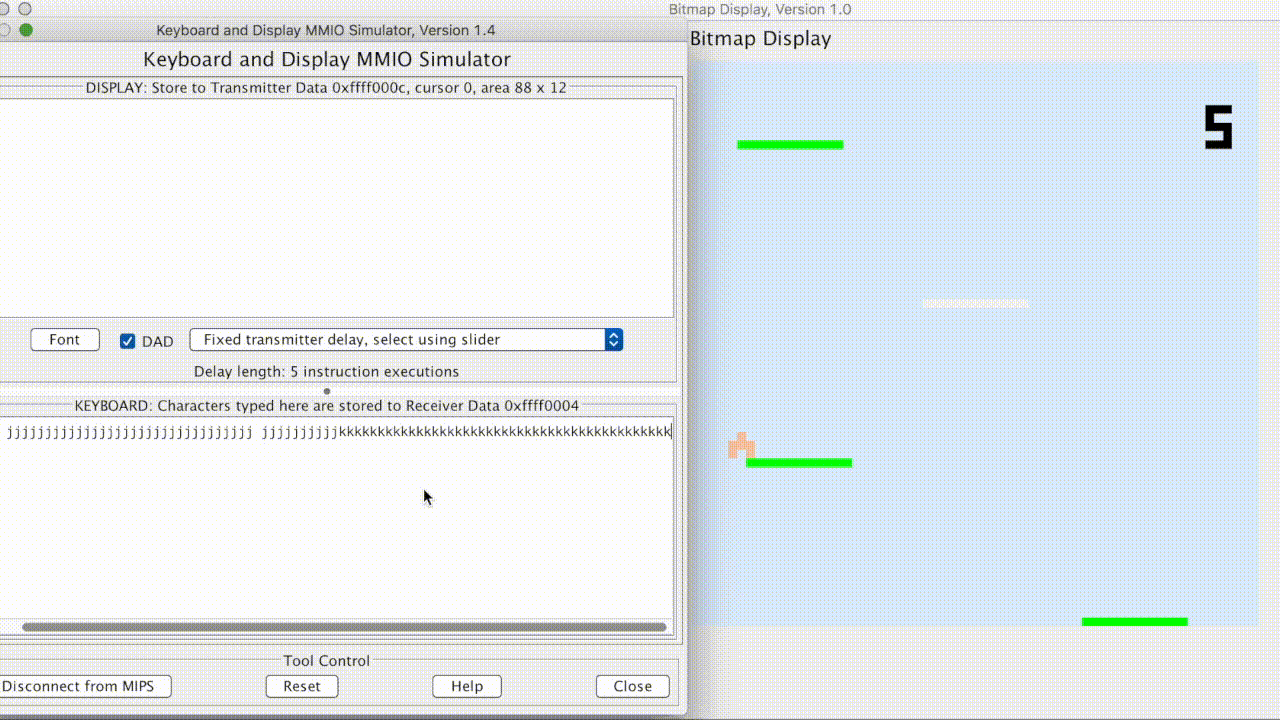 Bitmap Display, Version 1.0
Keyboard and Display MMIO Simulator, Version 1.4
Bitmap Display
Keyboard and Display MMIO Simulator
DISPLAY: Store to Transmitter Data 0xffff000c, cursor 0, area 88 x 12
5
Font
DAD
Fixed transmitter delay, select using slider
Delay length: 5 instruction executions
KEYBOARD: Characters typed here are stored to Receiver Data 0xffff0004
jjjjjjjjjjjjjjjjjjjjjjjjjjjjjjjj jjjjjjjjjjkkkkkkkkkkkkkkkkkkkkkkkkkkkkkkkkkkkkkkkkkkk
Tool Control
Disconnect from MIPS
Reset
Help
Close